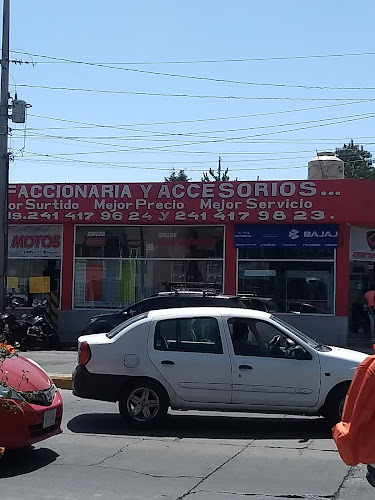 FACCIONARIA Y ACCESORIOS...
or Surtido Mejor Precio Mejor Servicio
s.241 417 96 24 y 241 417 98 23.
MOTOS
BAJAJ